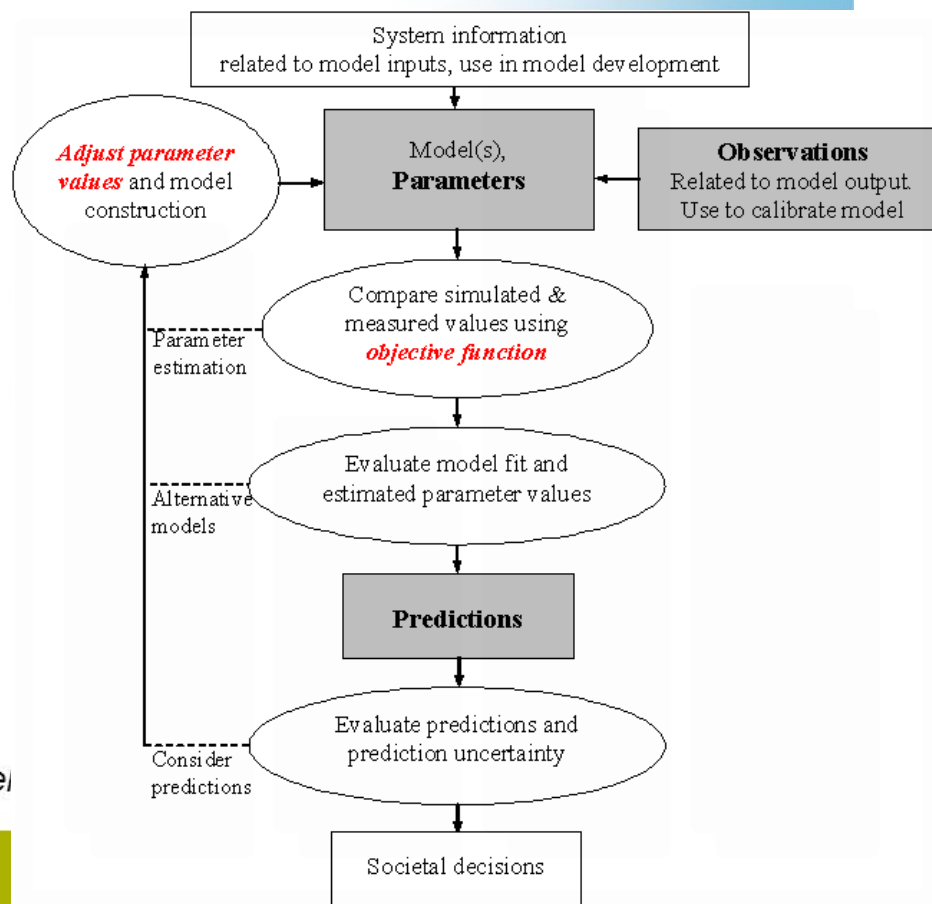 System information
related to model inputs, use in model development
Adjust parameter
values and model
construction
Model(s),
Parameters
Observations
Related to model output.
Use to calibrate model
Compare simulated &
measured values using
objective function
Parameter
estimation
Evaluate model fit and
estimated parameter values
Alternative
models
Predictions
Evaluate predictions and
prediction uncertainty
Consider
predictions
Societal decisions